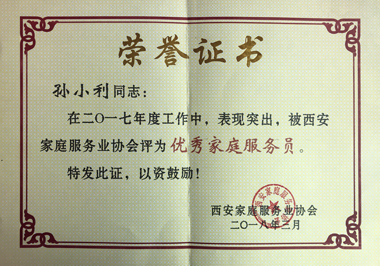 荣誉证书
孙小利同志：
在二〇一七年度工作中，表现突出，被西安
家庭服务业协会评为优秀家庭服务员。
特发此证，以资鼓励！
西安家庭服务业协会
二〇一八年三月